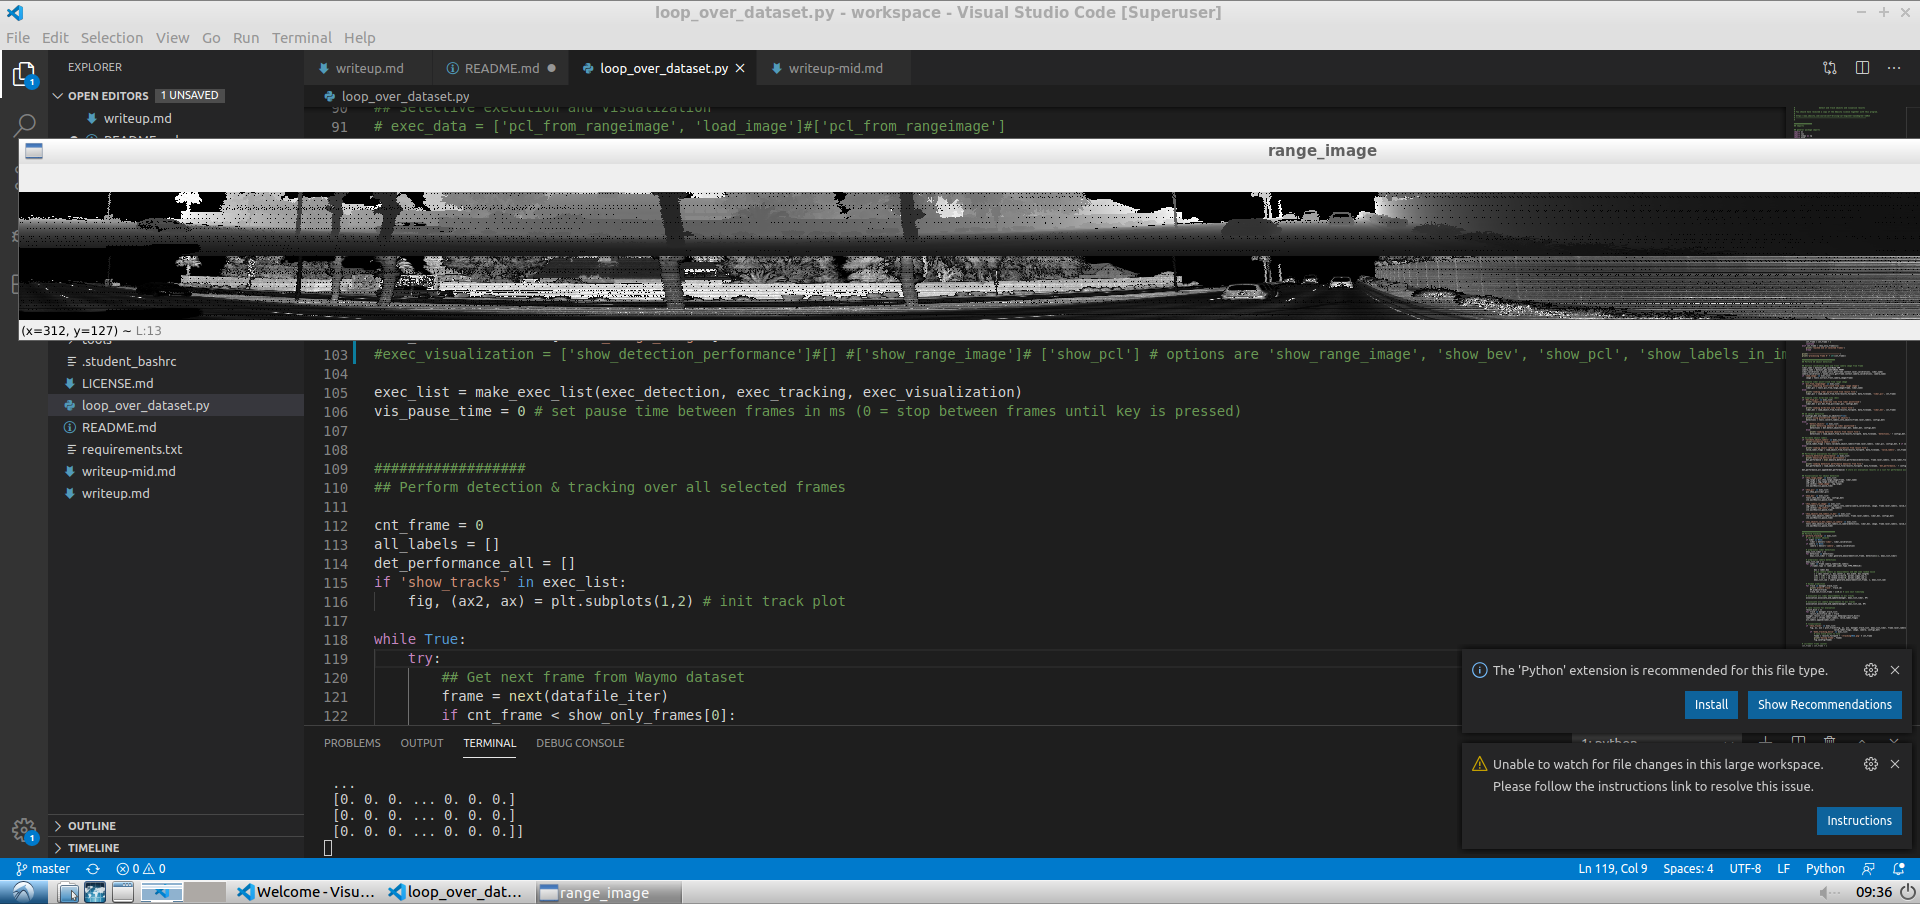 loop_over_dataset.py - workspace - Visual Studio Code [Superuser]
File Edit Selection View Go Run Terminal Help
EXPLORER
OPEN EDITORS 1 UNSAVED
writeup.md
1
writeup.md README.md loop_over_dataset.py writeup-mid.md
loop_over_dataset.py
90 ## Selective execution and visualization
91 # exec_data = ['pcl_from_rangeimage', 'load_image']#['pcl_from_rangeimage']
range_image
(x=312, y=127) ~ L:13
tools
.student_bashrc
LICENSE.md
loop_over_dataset.py
README.md
requirements.txt
writeup-mid.md
writeup.md
103 #exec_visualization = ['show_detection_performance']#[] #['show_range_image']# ['show_pcl'] # options are 'show_range_image', 'show_bev', 'show_pcl', 'show_labels_in_im
104
105 exec_list = make_exec_list(exec_detection, exec_tracking, exec_visualization)
106 vis_pause_time = 0 # set pause time between frames in ms (0 = stop between frames until key is pressed)
107
108
109 ##################
110 ## Perform detection & tracking over all selected frames
111
112 cnt_frame = 0
113 all_labels = []
114 det_performance_all = []
115 if 'show_tracks' in exec_list:
116 fig, (ax2, ax) = plt.subplots(1,2) # init track plot
117
118 while True:
119 try:
120 ## Get next frame from Waymo dataset
121 frame = next(datafile_iter)
122 if cnt_frame < show_only_frames[0]:
The 'Python' extension is recommended for this file type.
Install Show Recommendations
PROBLEMS OUTPUT TERMINAL DEBUG CONSOLE
1: python
...
[0. 0. 0. ... 0. 0. 0.]
[0. 0. 0. ... 0. 0. 0.]
[0. 0. 0. ... 0. 0. 0.]]
Unable to watch for file changes in this large workspace.
Please follow the instructions link to resolve this issue.
Instructions
OUTLINE
TIMELINE
1
master 0 0
Ln 119, Col 9 Spaces: 4 UTF-8 LF Python
Welcome - Visu... loop_over_dat... range_image
09:36